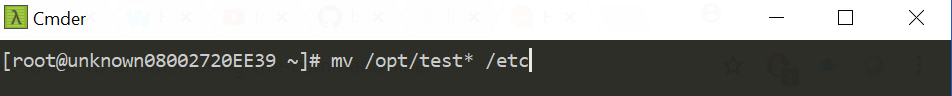 Cmder
[root@unknown08002720EE39 ~]# mv /opt/test* /etc